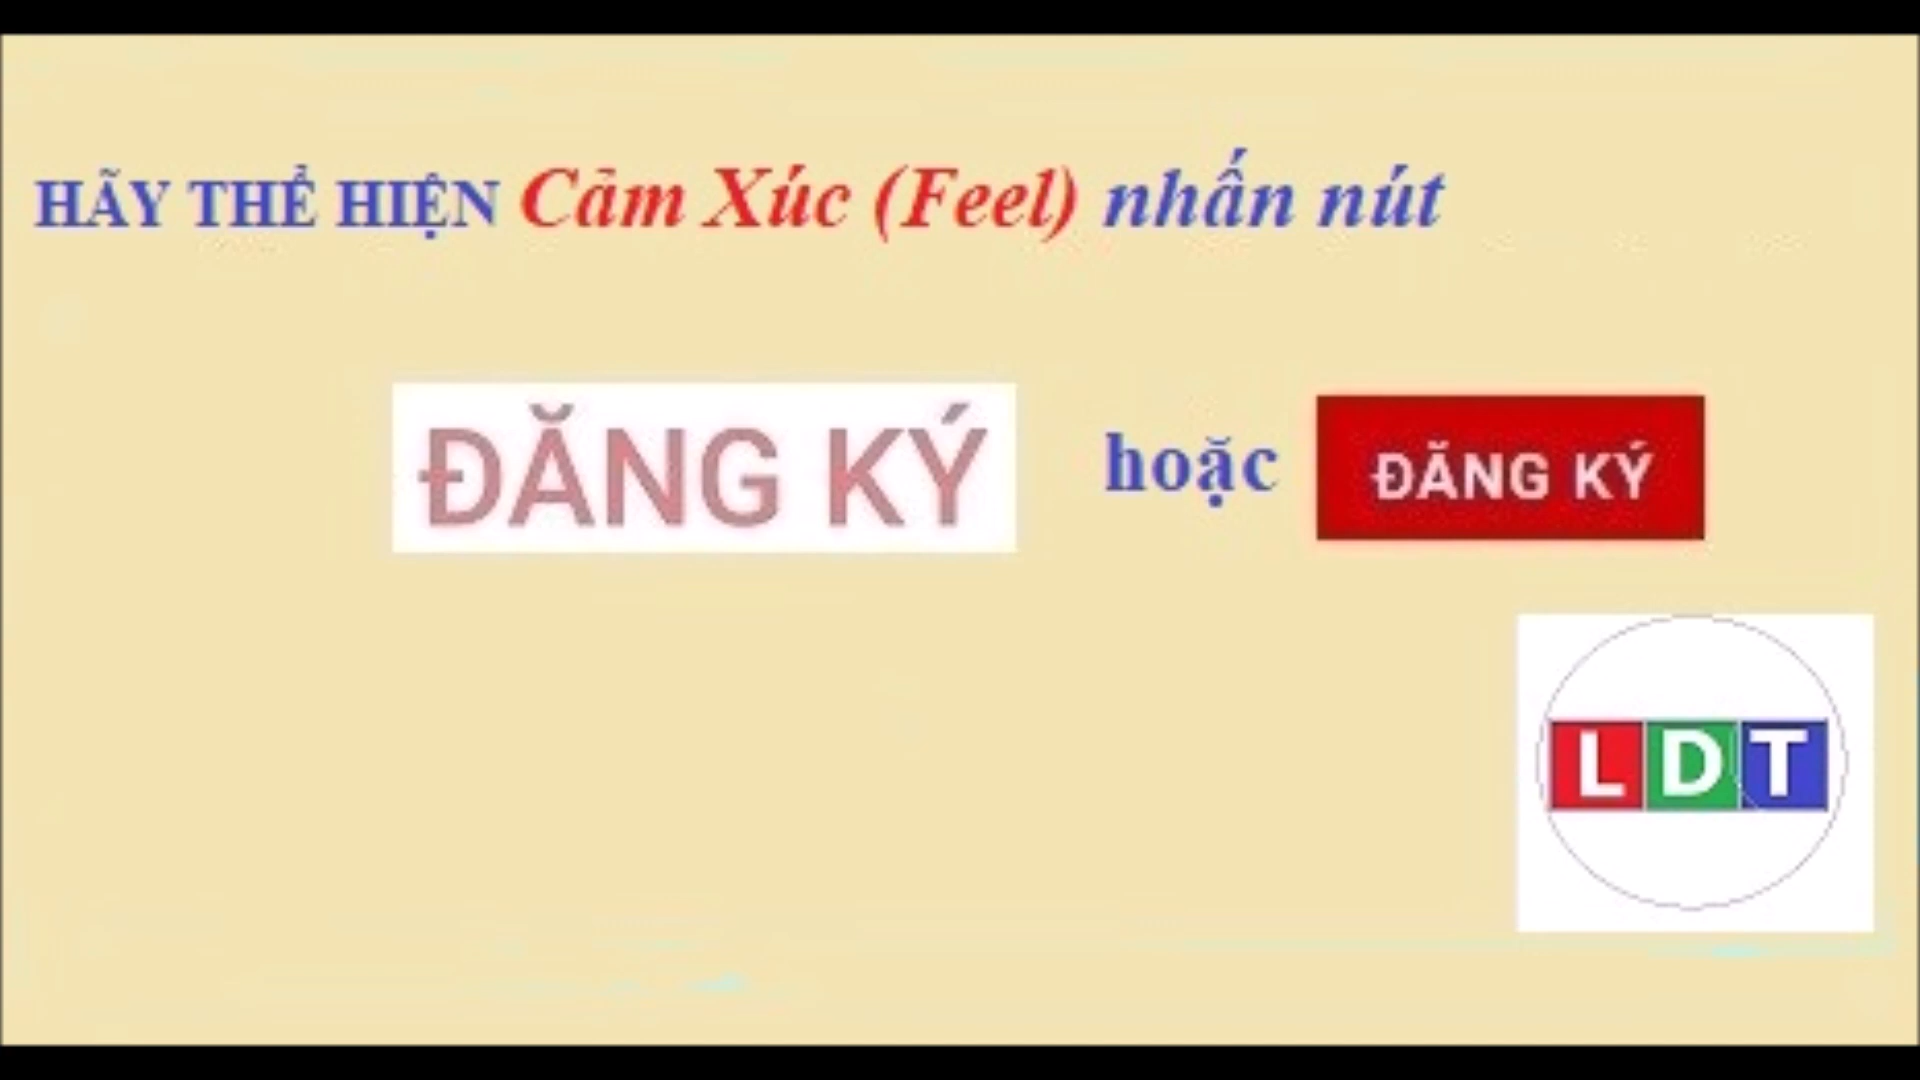 HÃY THỂ HIỆN Cảm Xúc (Feel) nhấn nút
ĐĂNG KÝ hoặc ĐĂNG KÝ
LDT